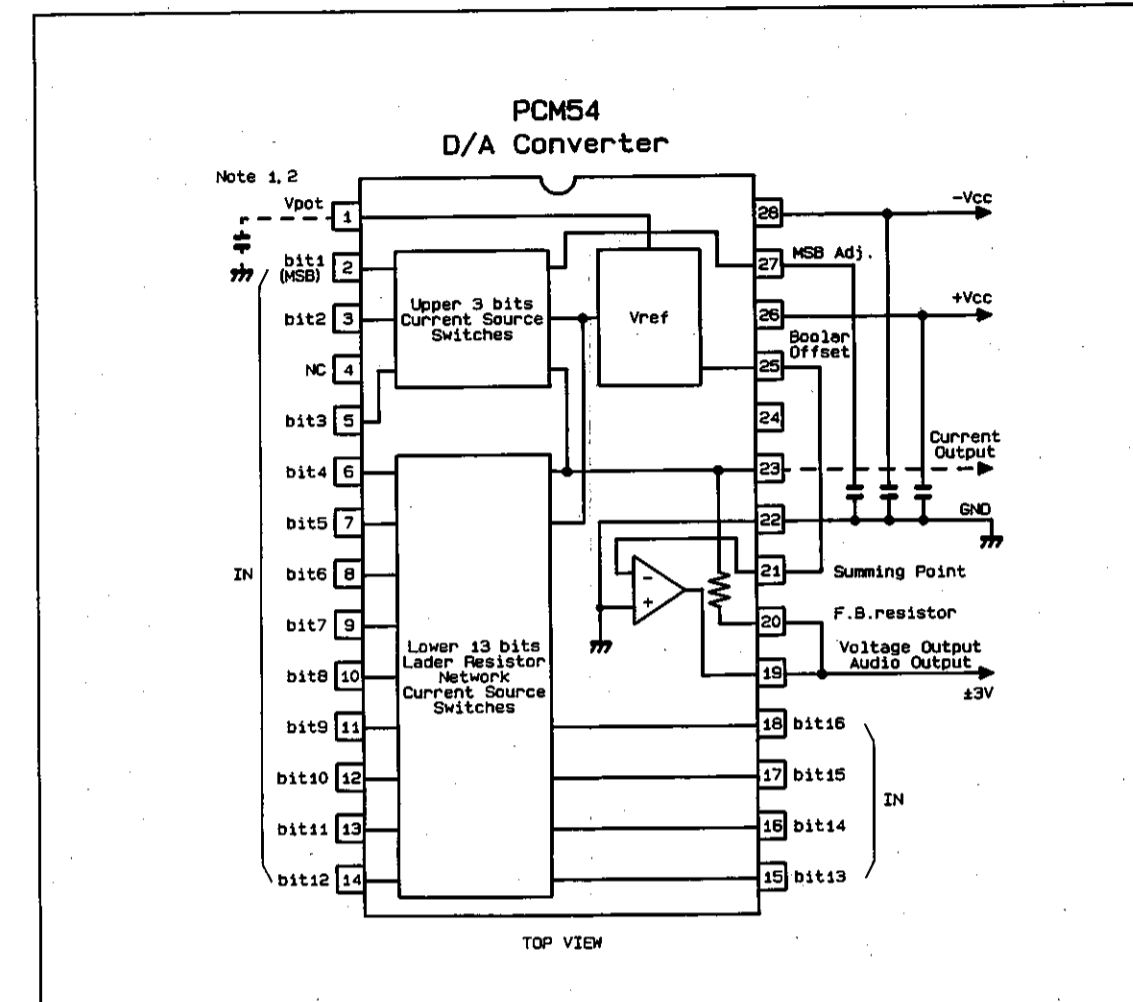 PCM54
D/A Converter
Note 1,2
Vpot
1
bit1
(MSB)
2
bit2
3
NC
4
bit3
5
bit4
6
bit5
7
bit6
8
bit7
9
bit8
10
bit9
11
bit10
12
bit11
13
bit12
14
IN
Upper 3 bits
Current Source
Switches
Vref
Lower 13 bits
Lader Resistor
Network
Current Source
Switches
-
+
28
-Vcc
27
MSB Adj.
26
+Vcc
Boolar
Offset
25
24
Current
Output
23
22
GND
21
Summing Point
20
F.B.resistor
Voltage Output
Audio Output
19
±3V
18
bit16
17
bit15
16
bit14
15
bit13
IN
TOP VIEW